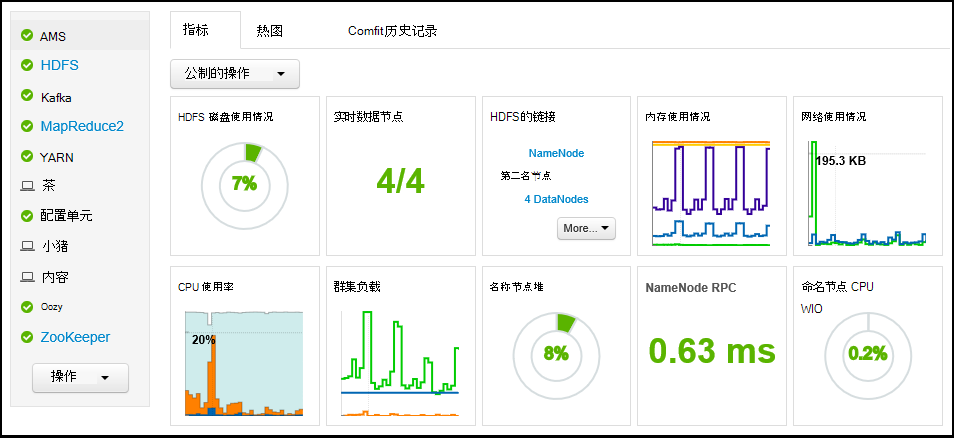 AMS
HDFS
Kafka
MapReduce2
YARN
茶
配置单元
小猪
内容
Oozy
ZooKeeper
操作
指标
热图
Comfit历史记录
公制的操作
HDFS 磁盘使用情况
7%
实时数据节点
4/4
HDFS的链接
NameNode
第二名节点
4 DataNodes
More...
内存使用情况
网络使用情况
195.3 KB
CPU 使用率
20%
群集负载
名称节点堆
8%
NameNode RPC
0.63 ms
命名节点 CPU
WIO
0.2%